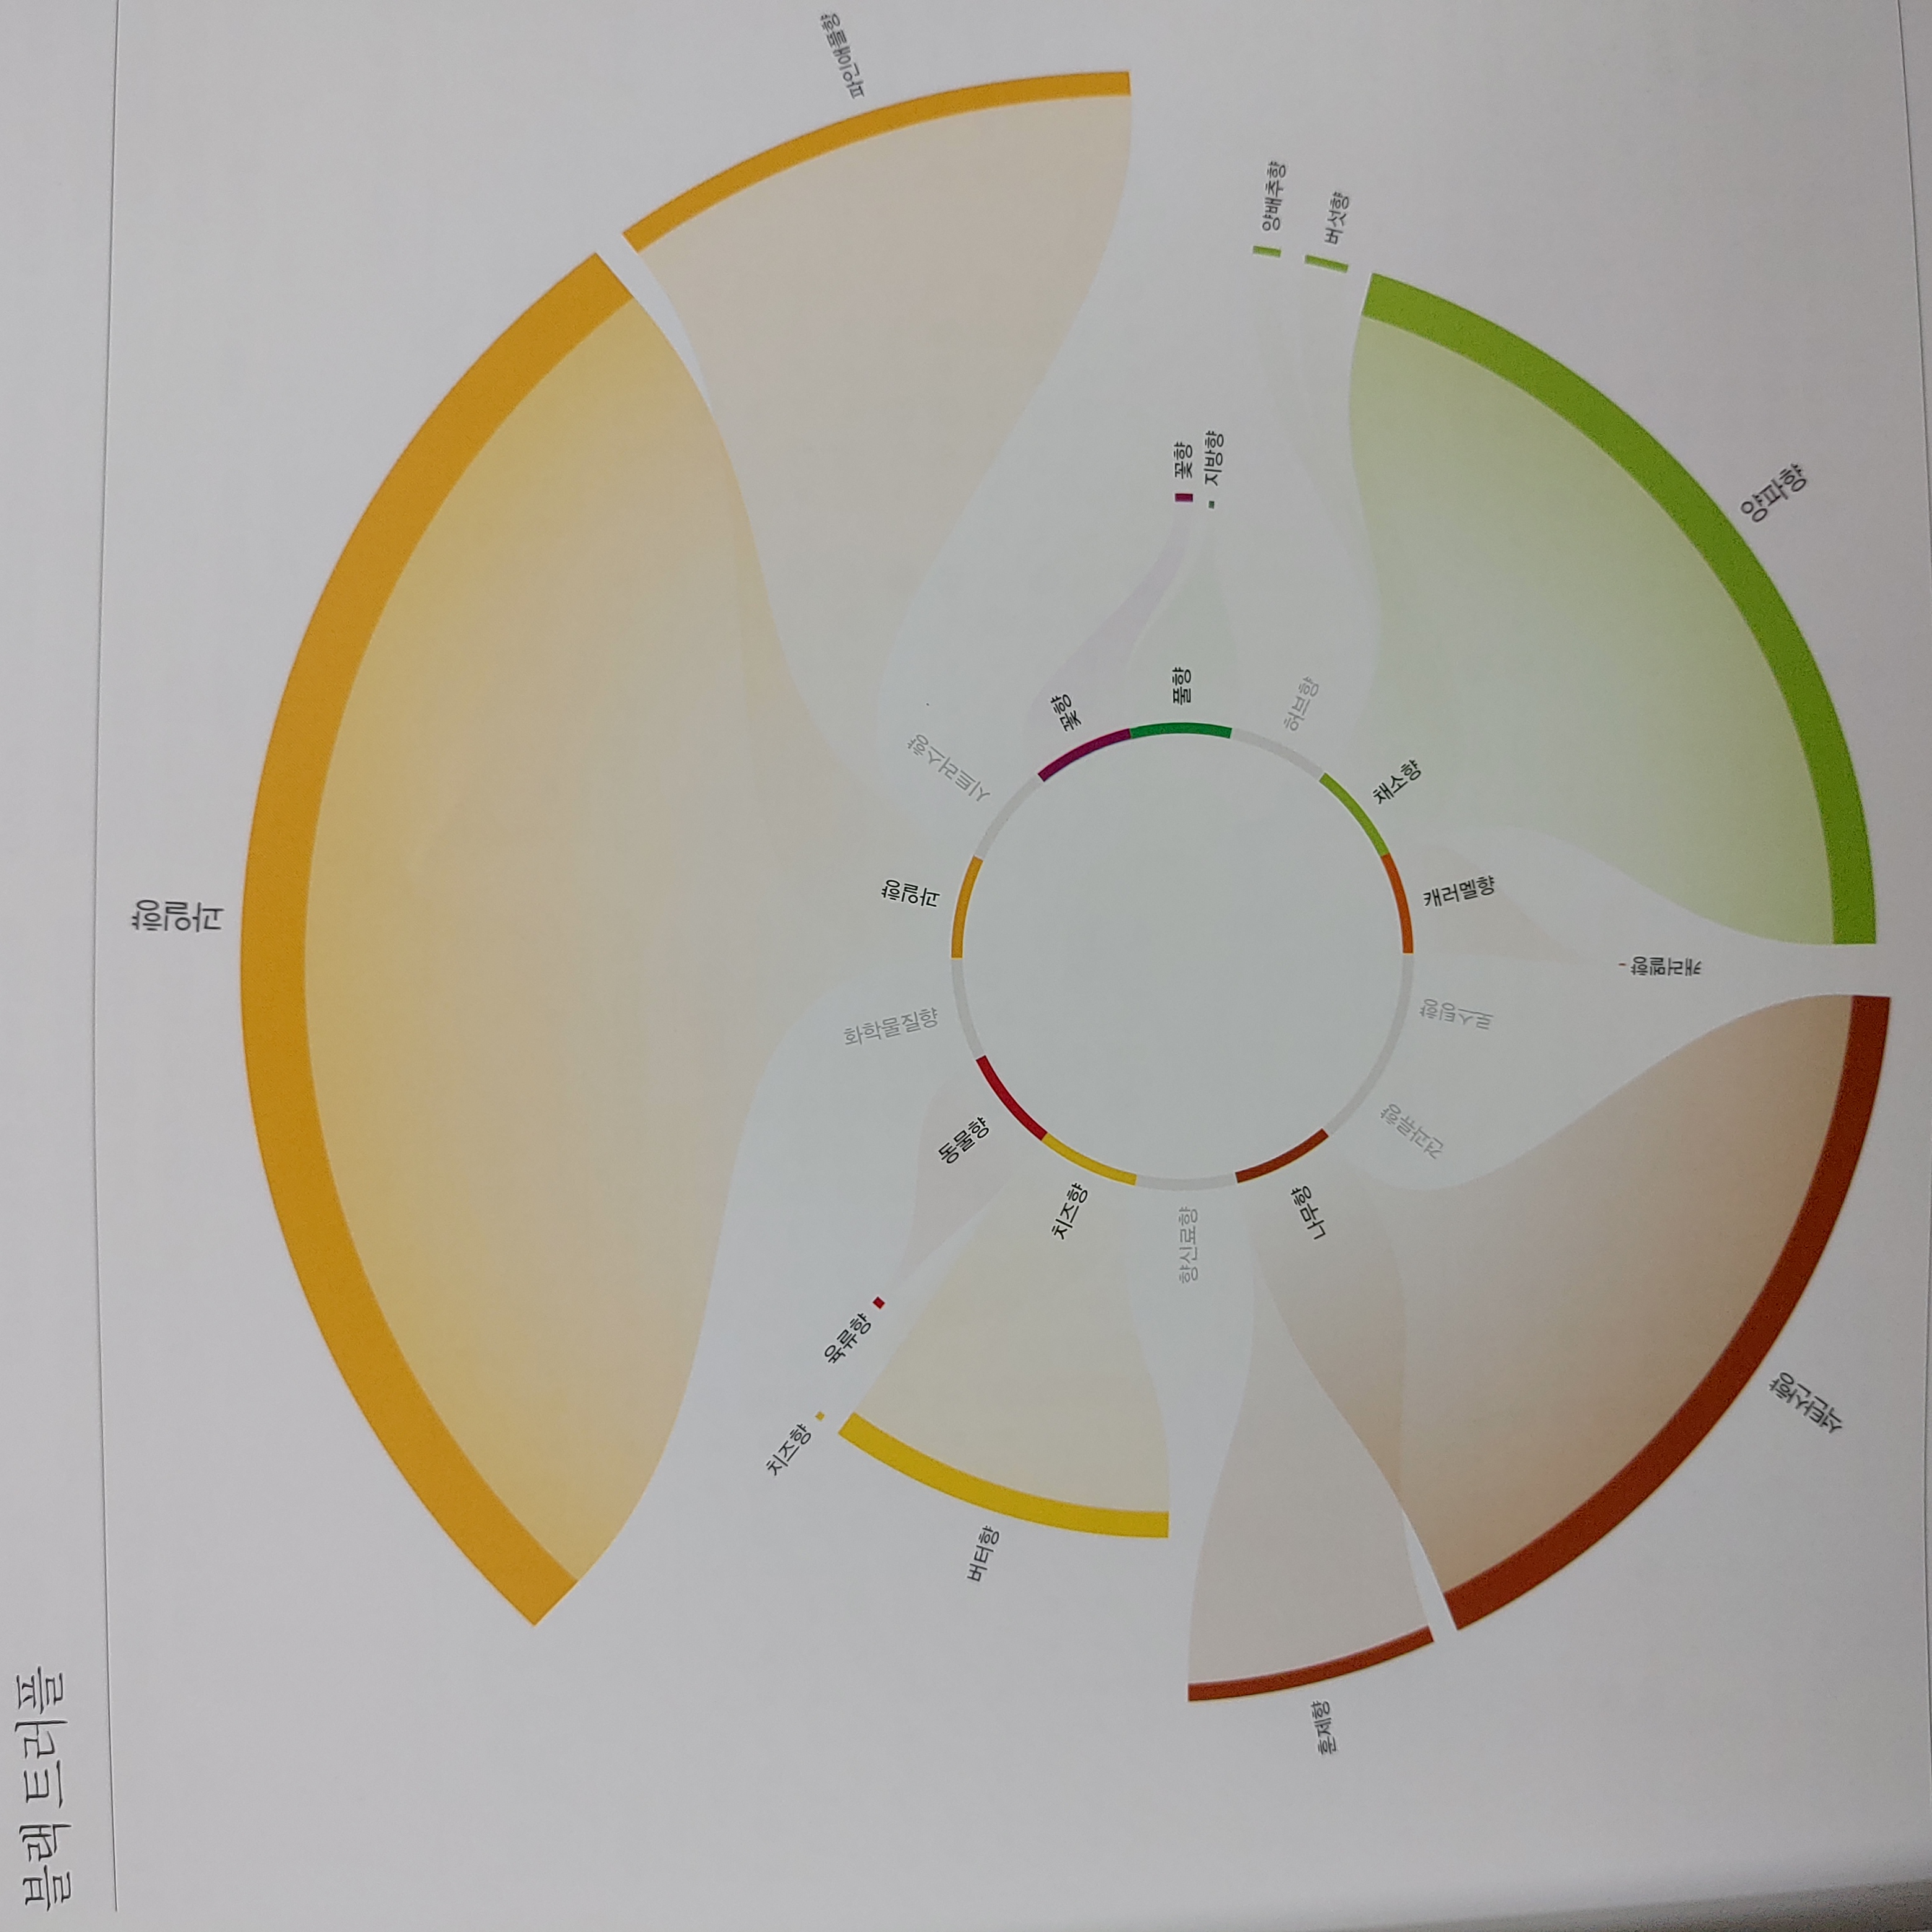 블랙 트러플
과일향
파인애플향
치즈향
육류향
버터향
화학물질향
과일향
시트러스향
동물향
꽃향
치즈향
풀향
꽃향
지방향
향신료향
허브향
양배추향
버섯향
훈제향
나무향
채소향
견과류향
로스팅향
캐러멜향
캐러멜향
석탄산향
양파향